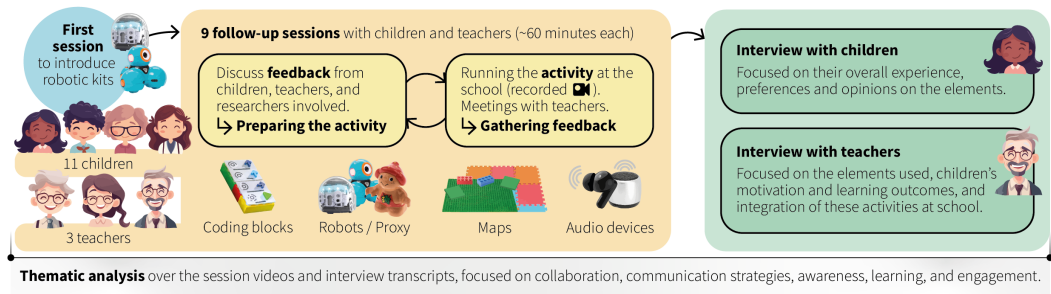 First
session
to introduce
robotic kits
11 children
3 teachers
9 follow-up sessions with children and teachers (~60 minutes each)
Discuss feedback from
children, teachers, and
researchers involved.
Preparing the activity
Running the activity at the
school (recorded ).
Meetings with teachers.
Gathering feedback
Coding blocks
Robots / Proxy
Maps
Audio devices
Interview with children
Focused on their overall experience,
preferences and opinions on the elements.
Interview with teachers
Focused on the elements used, children’s
motivation and learning outcomes, and
integration of these activities at school.
Thematic analysis over the session videos and interview transcripts, focused on collaboration, communication strategies, awareness, learning, and engagement.